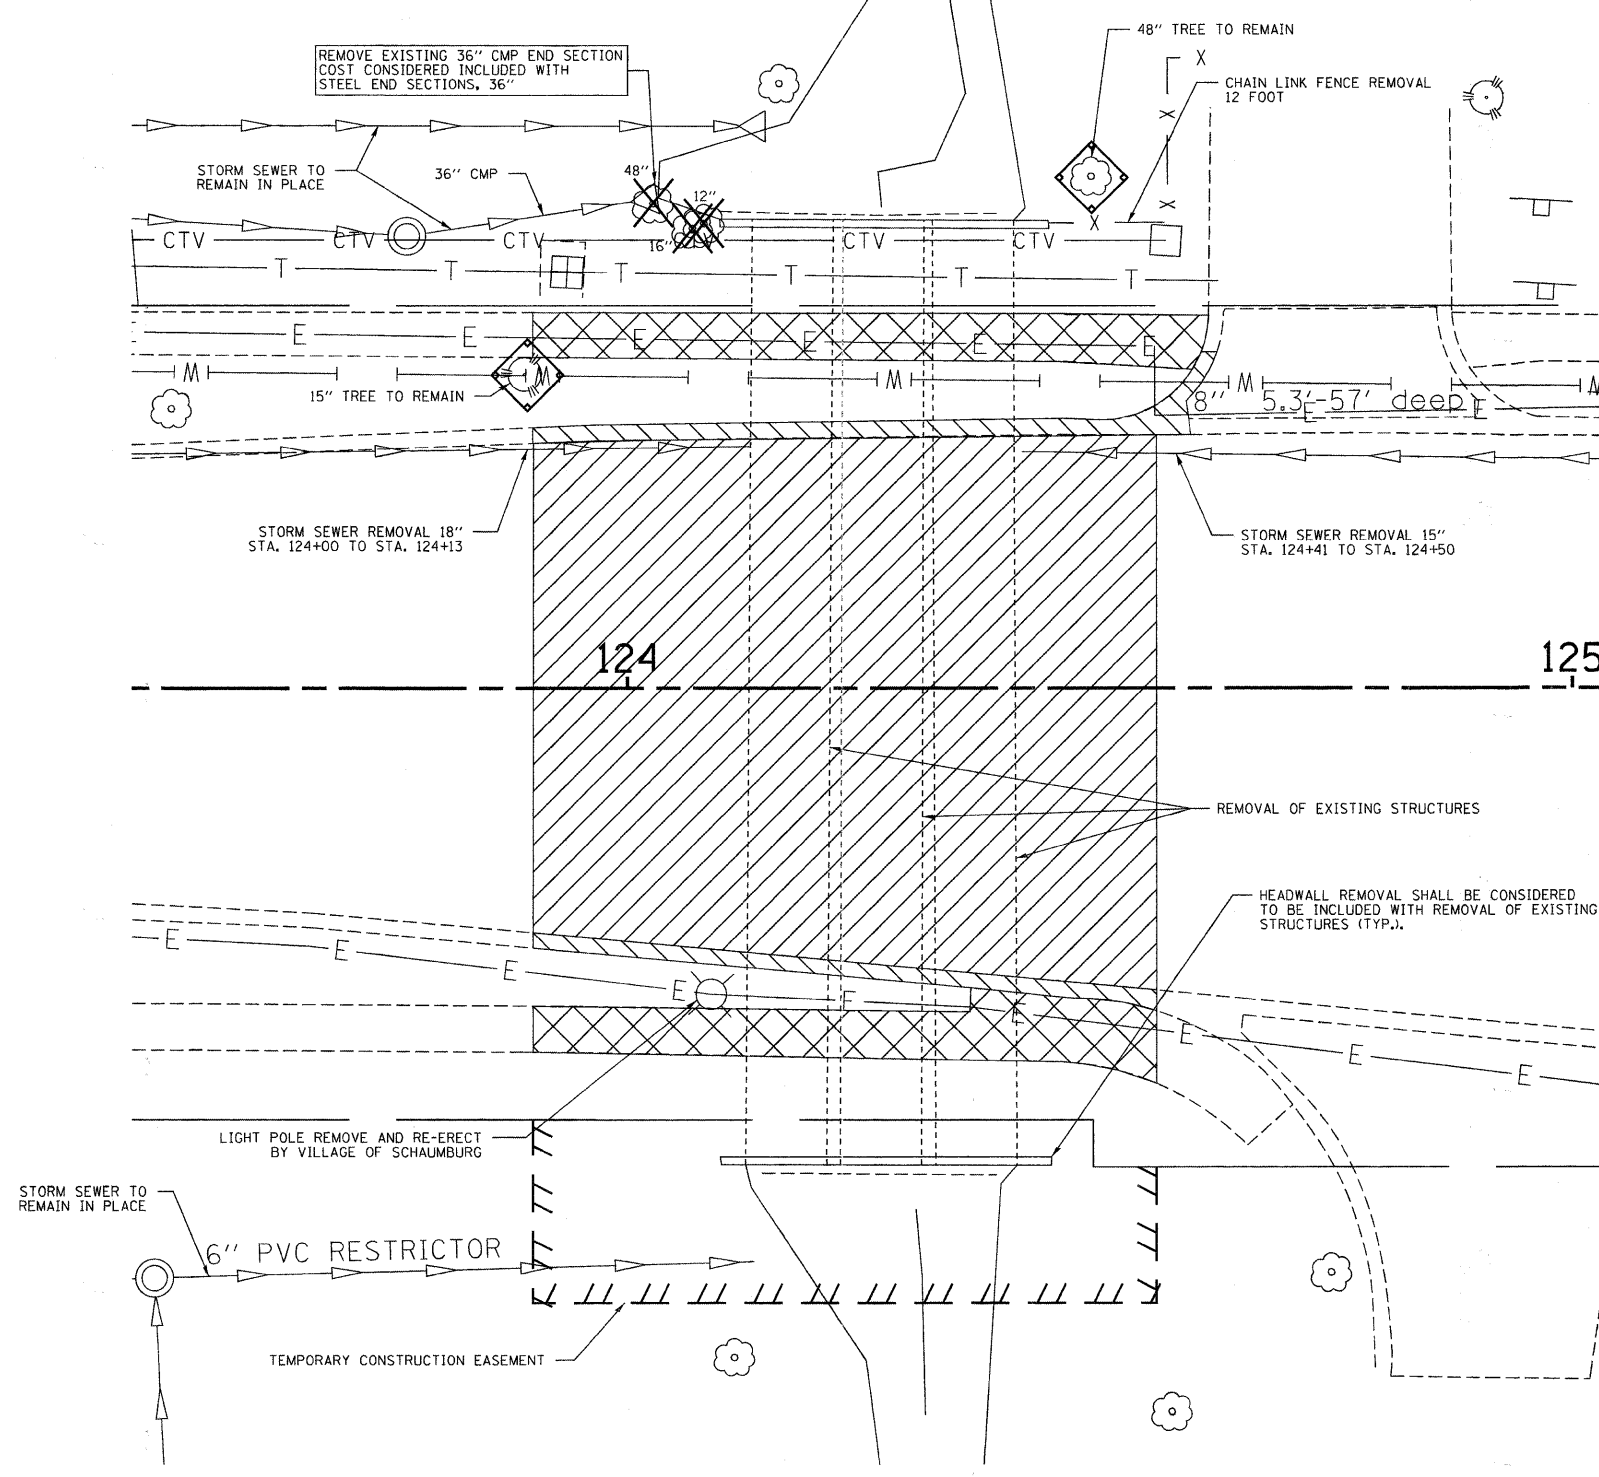 48" TREE TO REMAIN
REMOVE EXISTING 36" CMP END SECTION
COST CONSIDERED INCLUDED WITH
STEEL END SECTIONS, 36"
X
CHAIN LINK FENCE REMOVAL
12 FOOT
X
STORM SEWER TO
REMAIN IN PLACE
36" CMP
48"
12"
X
X
16"
CTV CTV CTV CTV CTV
T T T T T T
E E E E E E
M M M M M
15" TREE TO REMAIN
8" 5.3'-57' deep
E E
STORM SEWER REMOVAL 18"
STA. 124+00 TO STA. 124+13
STORM SEWER REMOVAL 15"
STA. 124+41 TO STA. 124+50
124
125
REMOVAL OF EXISTING STRUCTURES
HEADWALL REMOVAL SHALL BE CONSIDERED
TO BE INCLUDED WITH REMOVAL OF EXISTING
STRUCTURES (TYP.).
E E E E E E E E E
LIGHT POLE REMOVE AND RE-ERECT
BY VILLAGE OF SCHAUMBURG
STORM SEWER TO
REMAIN IN PLACE
6" PVC RESTRICTOR
TEMPORARY CONSTRUCTION EASEMENT